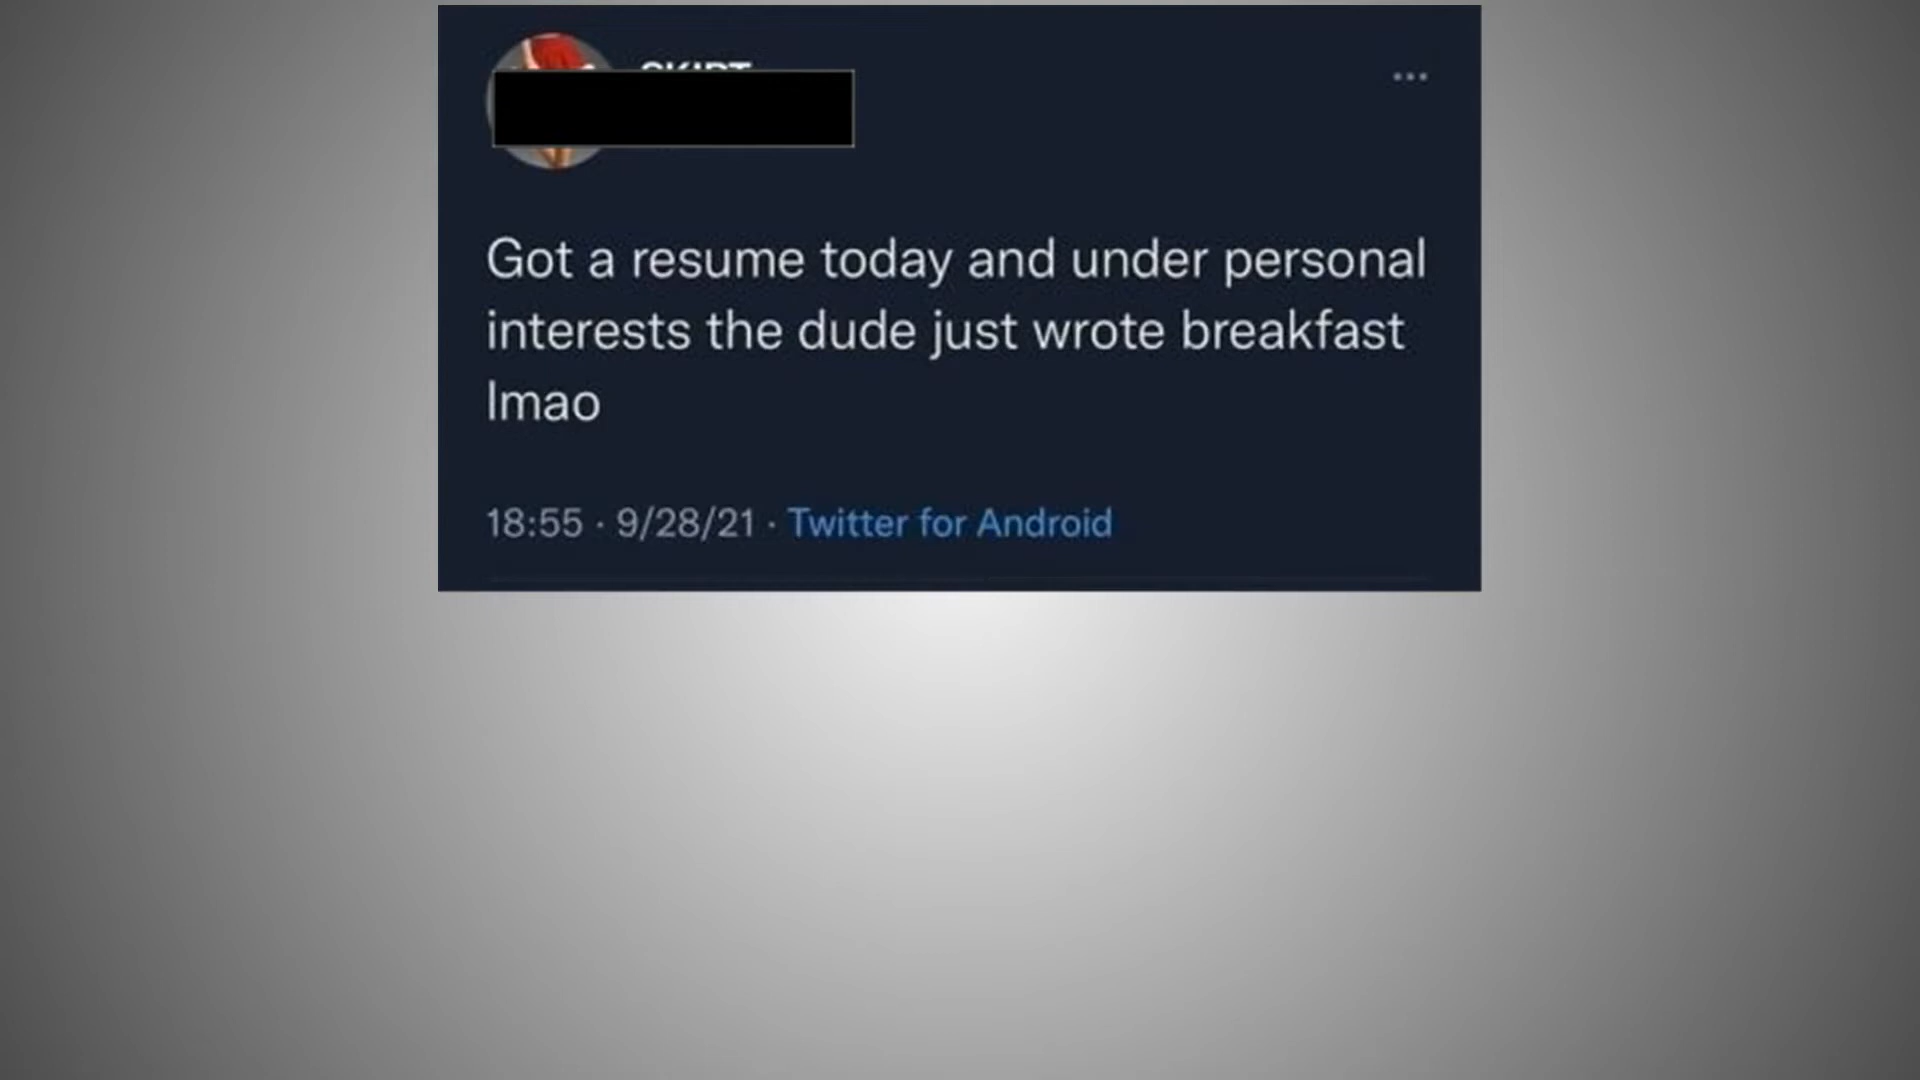 Got a resume today and under personal
interests the dude just wrote breakfast
lmao
18:55 · 9/28/21 · Twitter for Android